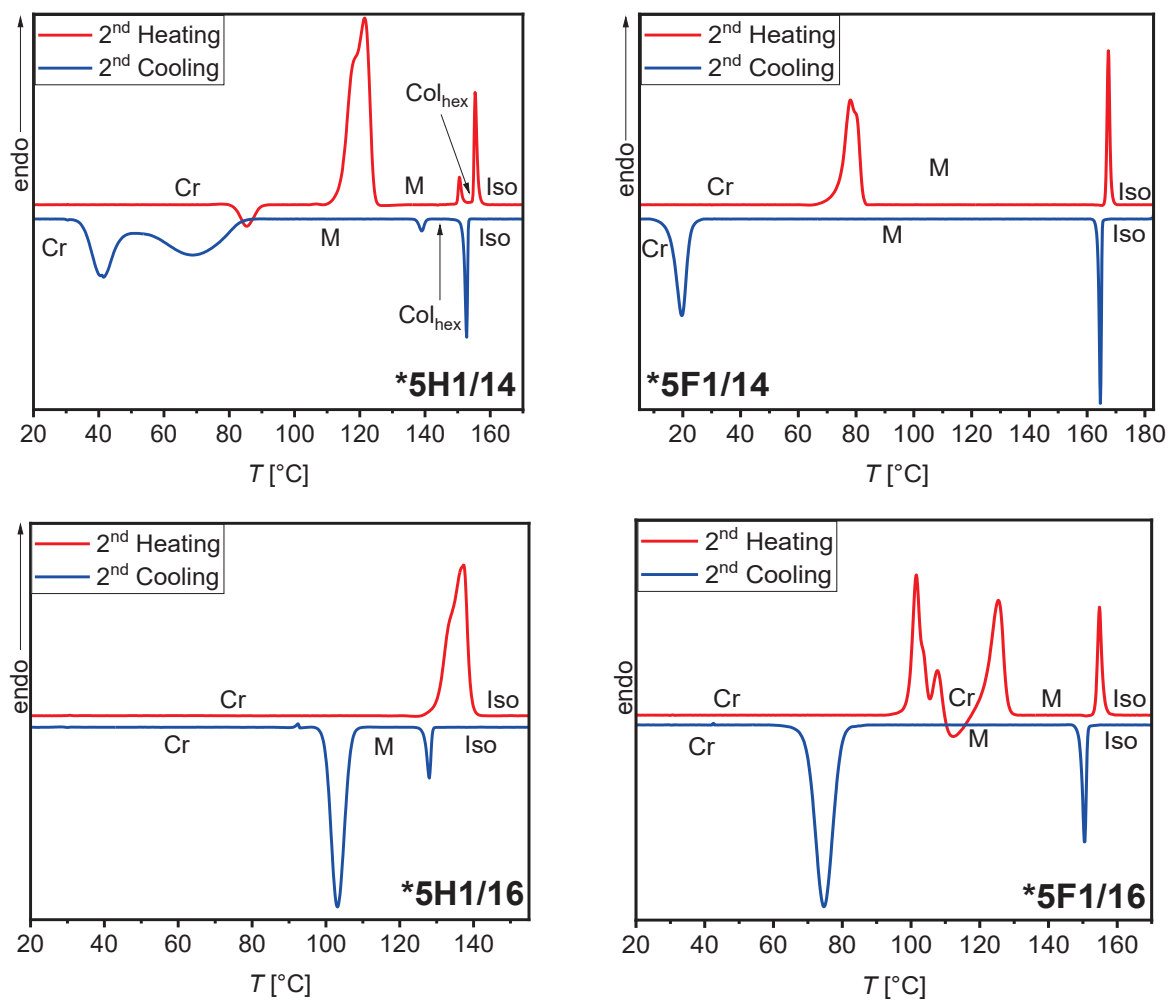 2nd Heating
2nd Cooling
endo
Colhex
Cr
M
Iso
Cr
M
Iso
Colhex
*5H1/14
20 40 60 80 100 120 140 160
T [°C]
2nd Heating
2nd Cooling
endo
M
Cr
Iso
Cr
M
Iso
*5F1/14
20 40 60 80 100 120 140 160 180
T [°C]
2nd Heating
2nd Cooling
endo
Cr
Iso
Cr
M
Iso
*5H1/16
20 40 60 80 100 120 140
T [°C]
2nd Heating
2nd Cooling
endo
Cr
Cr
M
Iso
Cr
M
Iso
*5F1/16
20 40 60 80 100 120 140 160
T [°C]